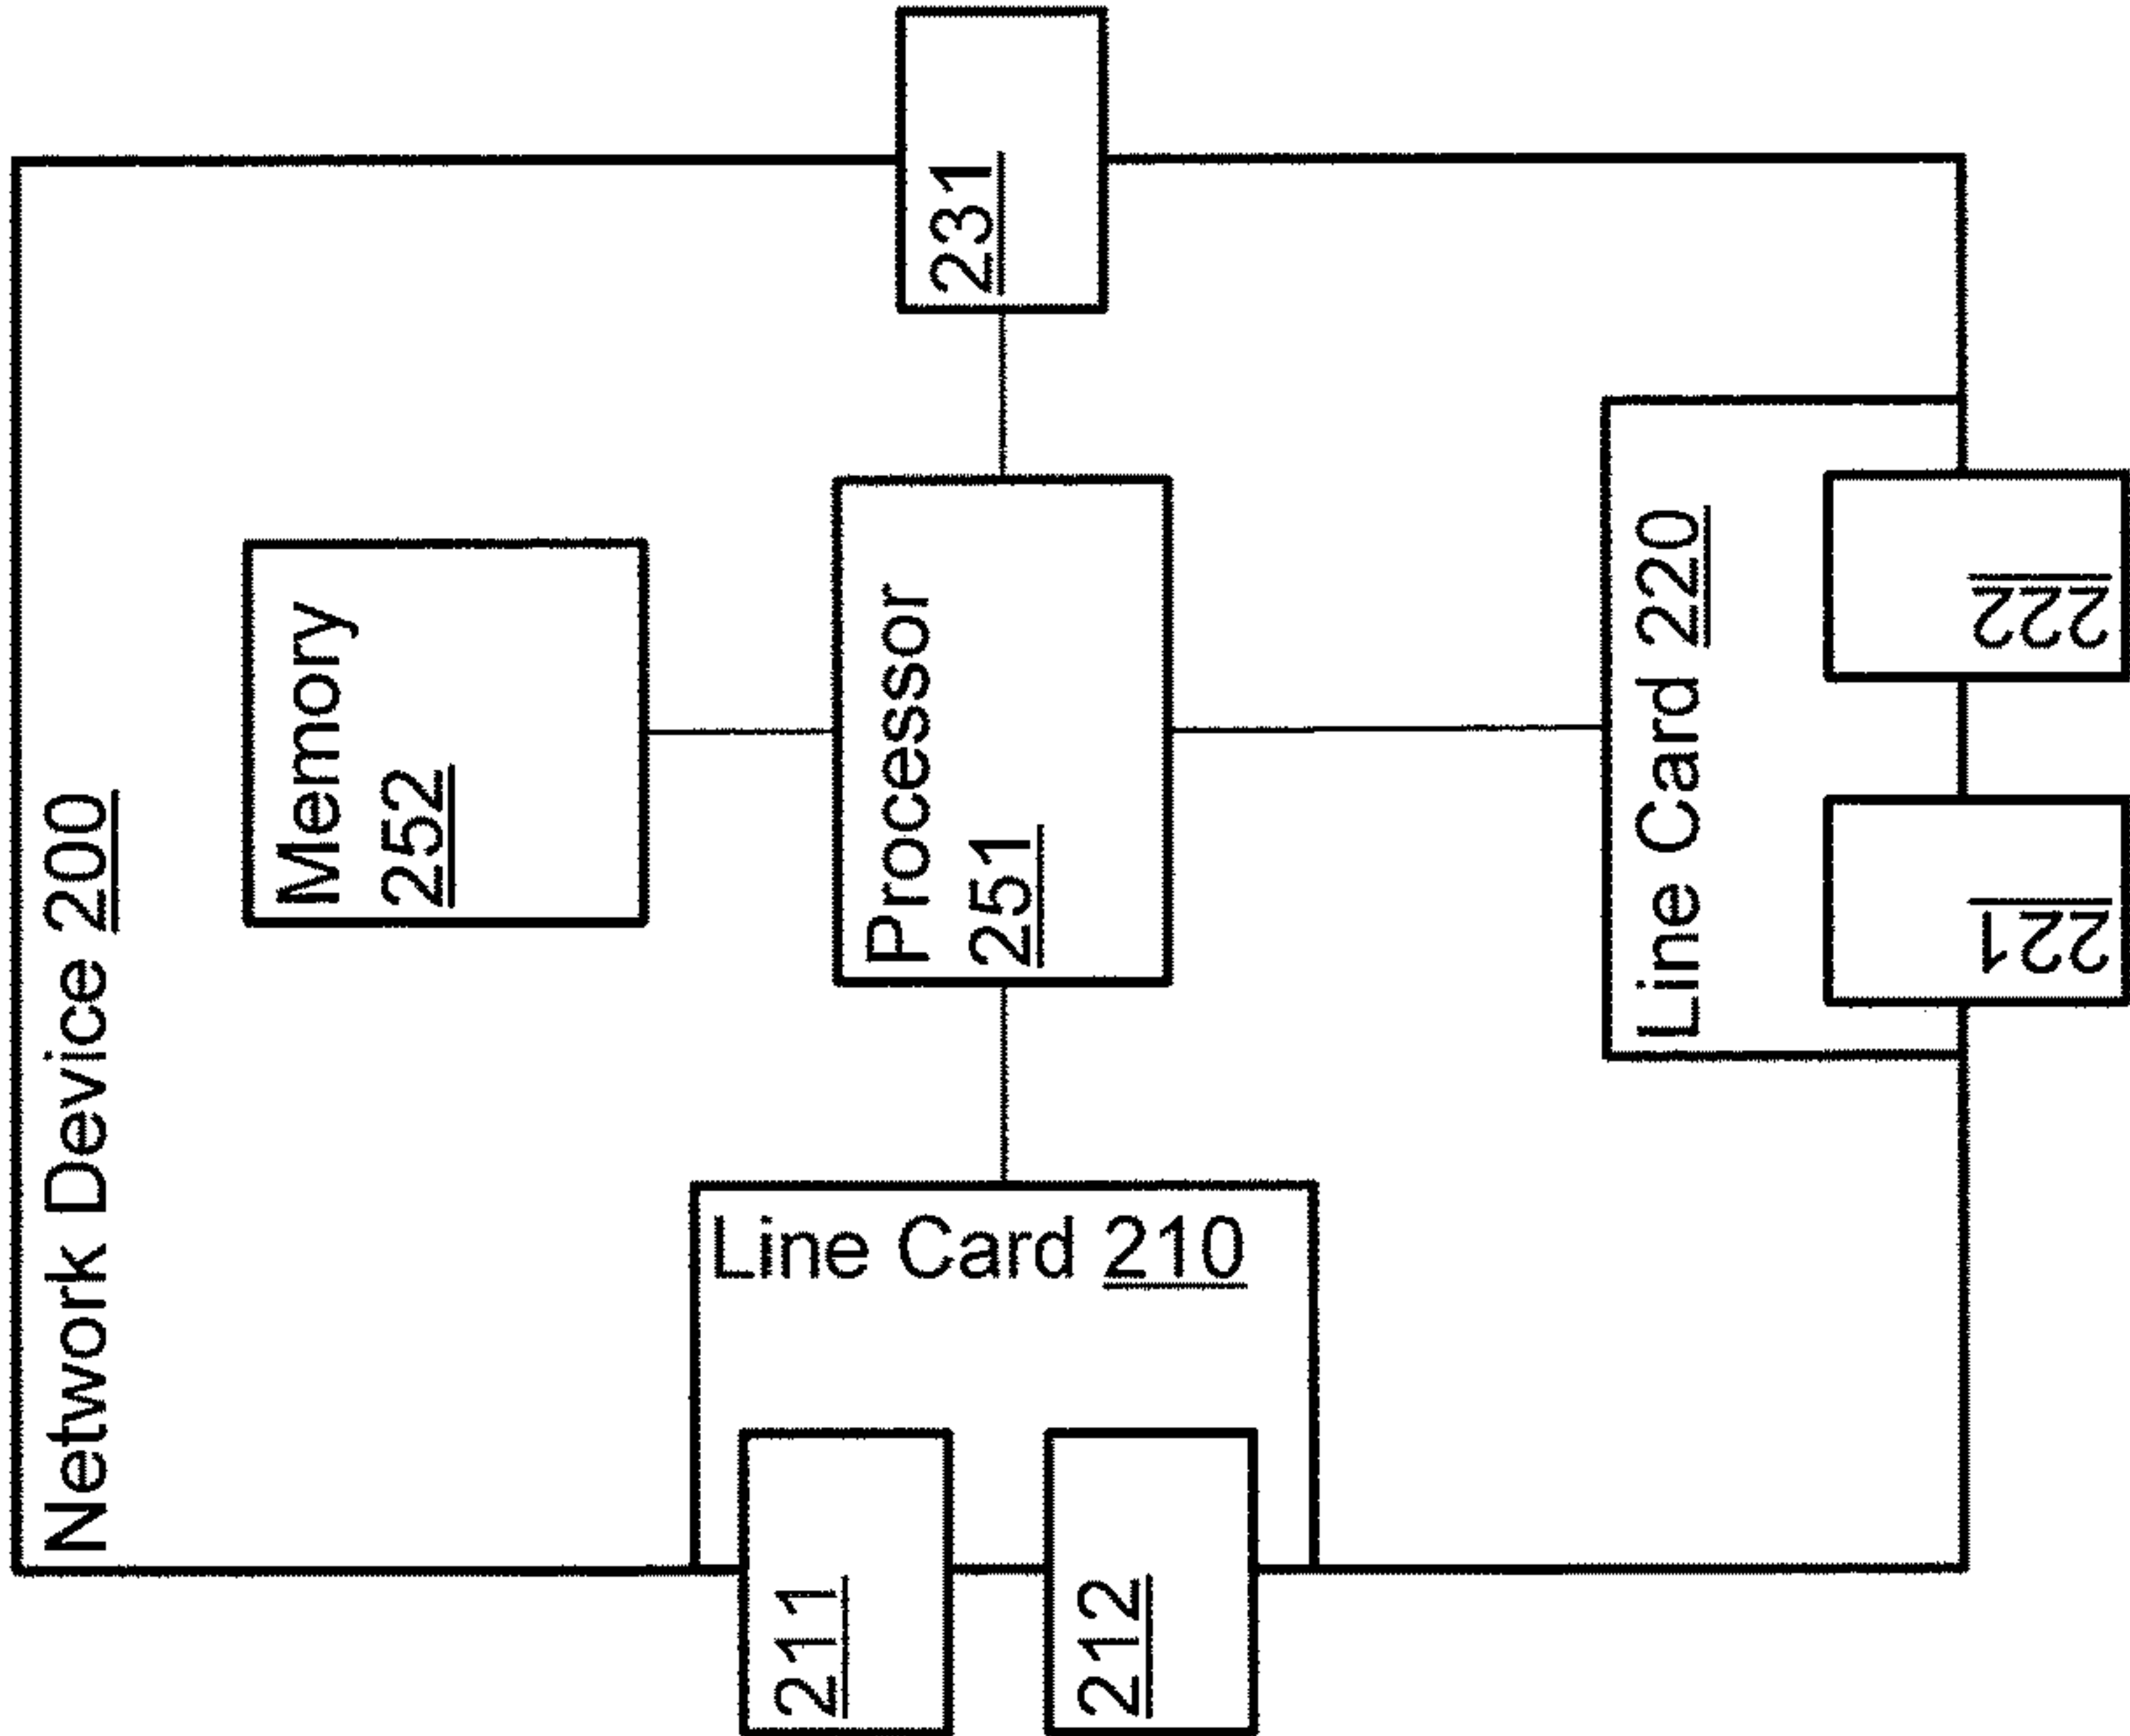 Network Device 200
Memory
252
Processor
251
231
Line Card 210
211
212
Line Card 220
221
222